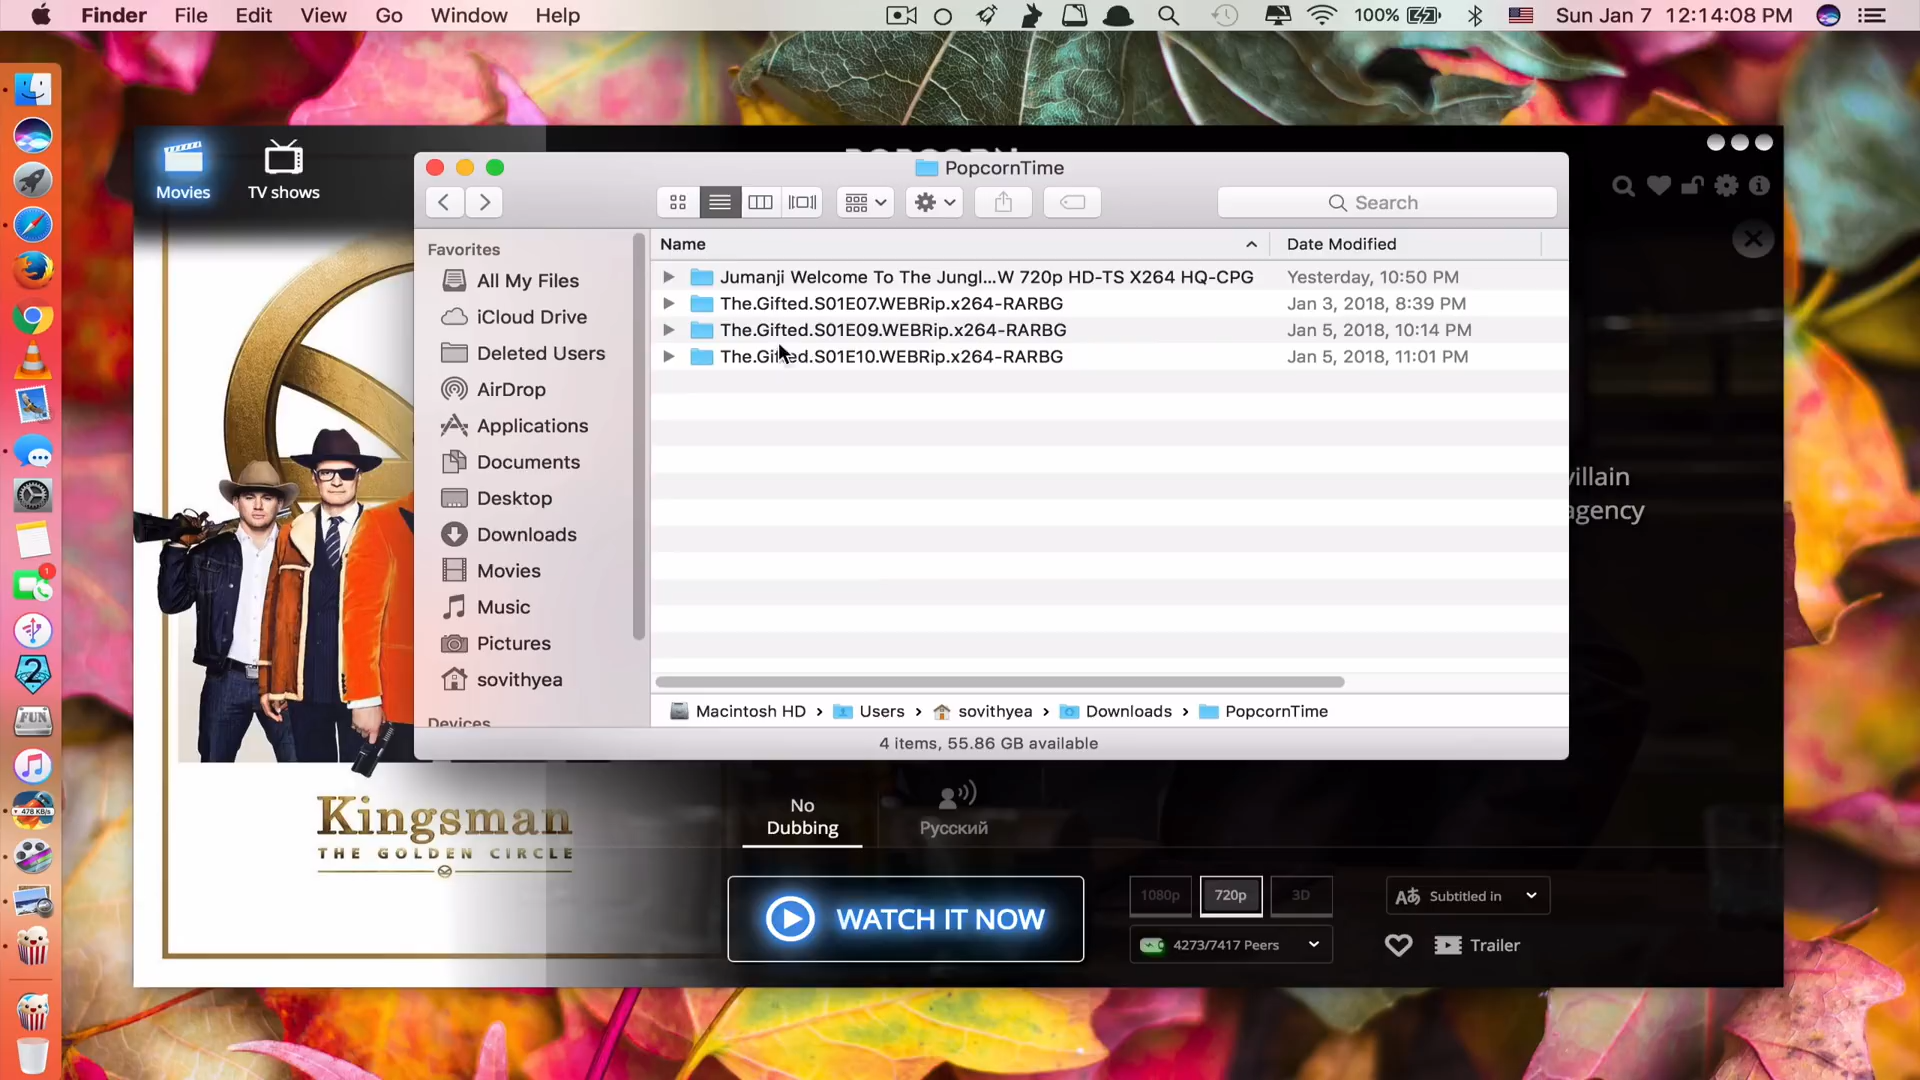 Finder File Edit View Go Window Help 100% Sun Jan 7 12:14:08 PM
Movies
TV shows
PopcornTime
Search
Favorites
All My Files
iCloud Drive
Deleted Users
AirDrop
Applications
Documents
Desktop
Downloads
Movies
Music
Pictures
sovithyea
Devices
Name Date Modified
Jumanji Welcome To The Jungl...W 720p HD-TS X264 HQ-CPG Yesterday, 10:50 PM
The.Gifted.S01E07.WEBRip.x264-RARBG Jan 3, 2018, 8:39 PM
The.Gifted.S01E09.WEBRip.x264-RARBG Jan 5, 2018, 10:14 PM
The.Gifted.S01E10.WEBRip.x264-RARBG Jan 5, 2018, 11:01 PM
Macintosh HD › Users › sovithyea › Downloads › PopcornTime
4 items, 55.86 GB available
villain
agency
1
2
FUN
478 KB/s
Kingsman
THE GOLDEN CIRCLE
No
Dubbing
Русский
WATCH IT NOW
1080p 720p 3D
Subtitled in
4273/7417 Peers
Trailer